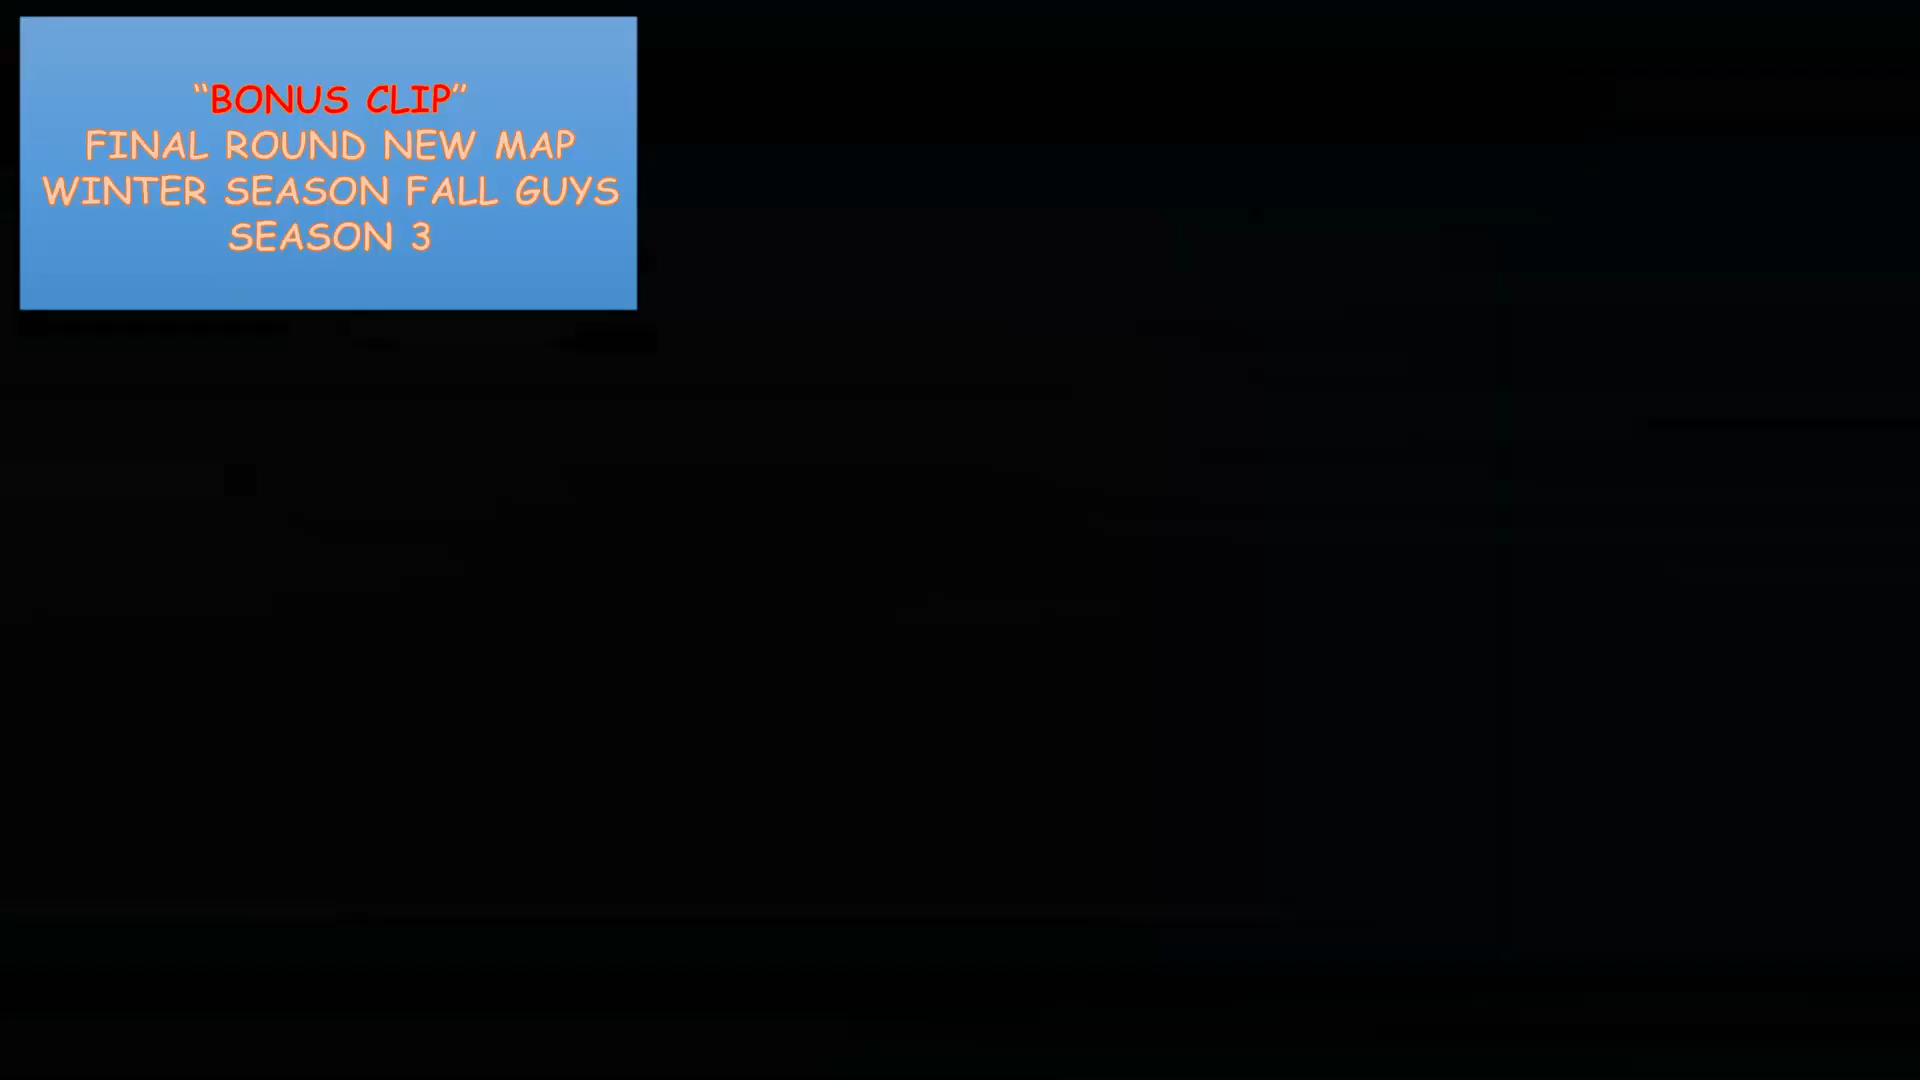 “BONUS CLIP”
FINAL ROUND NEW MAP
WINTER SEASON FALL GUYS
SEASON 3